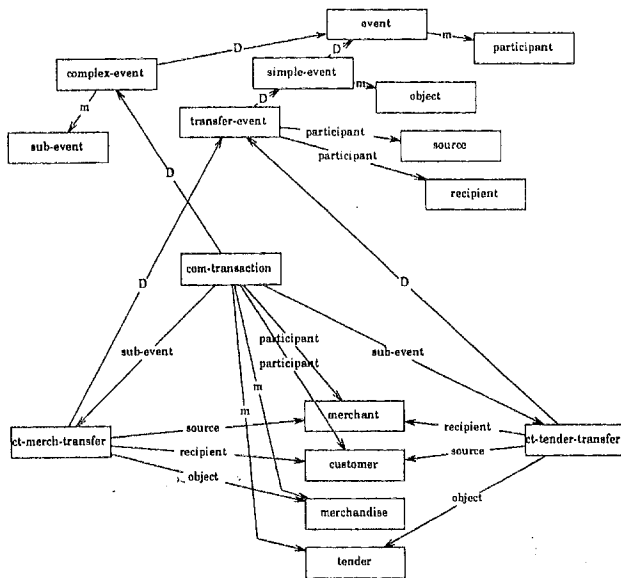 event
D
m
participant
complex-event
D
simple-event
m
object
m
D
transfer-event
participant
source
sub-event
participant
D
recipient
com-transaction
D
D
participant
sub-event
participant
sub-event
m
merchant
m
source
recipient
ct-merch-transfer
ct-tender-transfer
recipient
customer
source
object
merchandise
object
tender